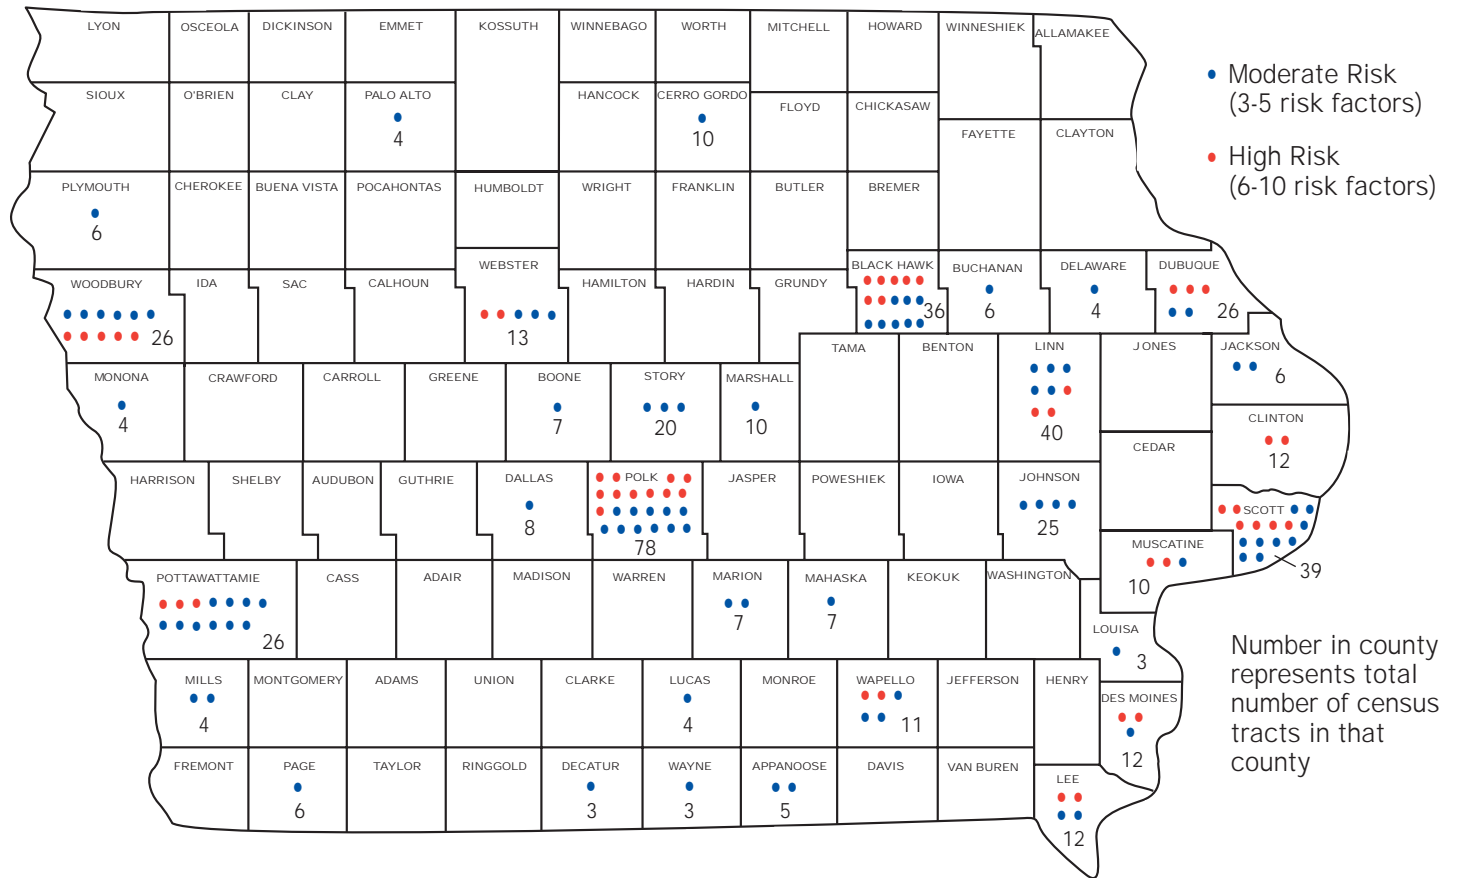 LYON
OSCEOLA
DICKINSON
EMMET
KOSSUTH
WINNEBAGO
WORTH
MITCHELL
HOWARD
WINNESHIEK
ALLAMAKEE
SIOUX
O'BRIEN
CLAY
PALO ALTO
4
HANCOCK
CERRO GORDO
10
FLOYD
CHICKASAW
FAYETTE
CLAYTON
Moderate Risk
(3-5 risk factors)
High Risk
(6-10 risk factors)
PLYMOUTH
6
CHEROKEE
BUENA VISTA
POCAHONTAS
HUMBOLDT
WRIGHT
FRANKLIN
BUTLER
BREMER
WOODBURY
26
IDA
SAC
CALHOUN
WEBSTER
13
HAMILTON
HARDIN
GRUNDY
BLACK HAWK
36
BUCHANAN
6
DELAWARE
4
DUBUQUE
26
MONONA
4
CRAWFORD
CARROLL
GREENE
BOONE
7
STORY
20
MARSHALL
10
TAMA
BENTON
LINN
40
JONES
JACKSON
6
CLINTON
12
CEDAR
HARRISON
SHELBY
AUDUBON
GUTHRIE
DALLAS
8
POLK
78
JASPER
POWESHIEK
IOWA
JOHNSON
25
SCOTT
39
MUSCATINE
10
POTTAWATTAMIE
26
CASS
ADAIR
MADISON
WARREN
MARION
7
MAHASKA
7
KEOKUK
WASHINGTON
LOUISA
3
Number in county
represents total
number of census
tracts in that
county
MILLS
4
MONTGOMERY
ADAMS
UNION
CLARKE
LUCAS
4
MONROE
WAPELLO
11
JEFFERSON
HENRY
DES MOINES
12
FREMONT
PAGE
6
TAYLOR
RINGGOLD
DECATUR
3
WAYNE
3
APPANOOSE
5
DAVIS
VAN BUREN
LEE
12